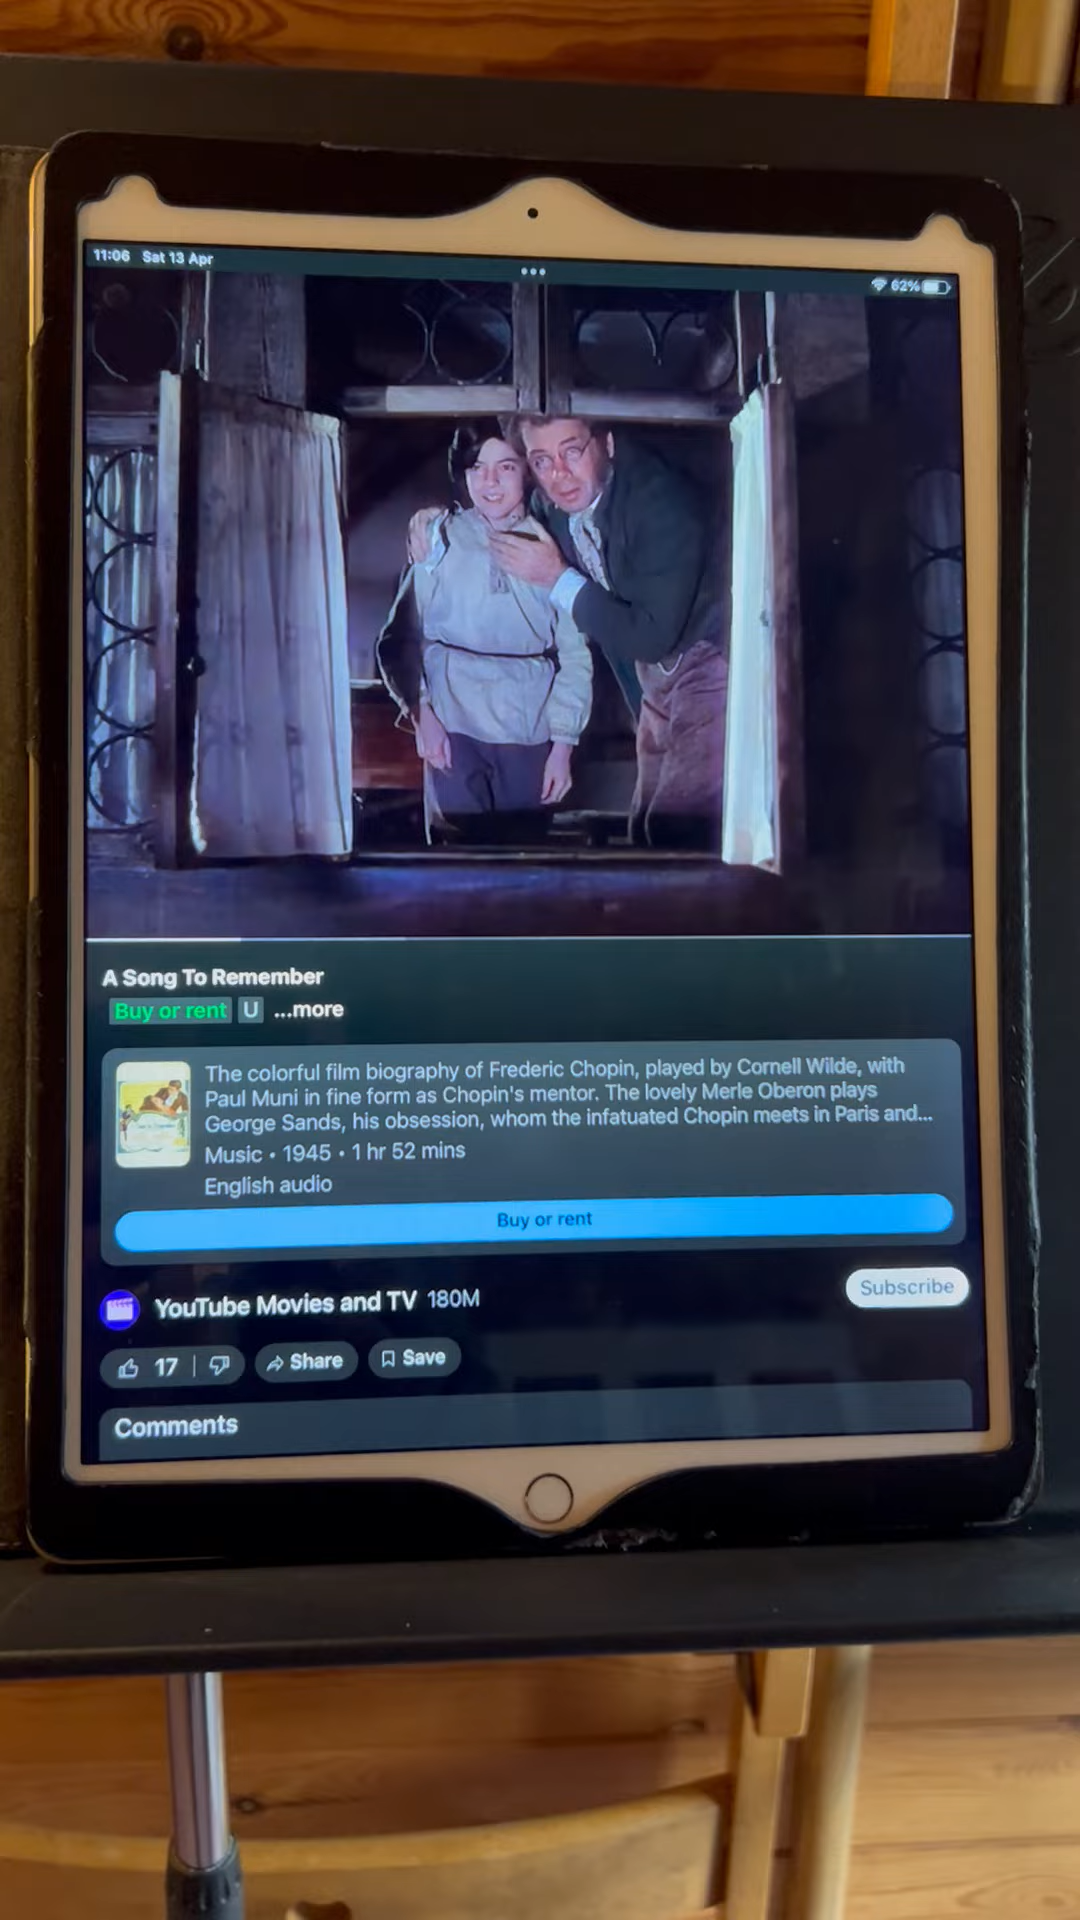 11:06 Sat 13 Apr
62%
A Song To Remember
Buy or rent U ...more
The colorful film biography of Frederic Chopin, played by Cornell Wilde, with
Paul Muni in fine form as Chopin's mentor. The lovely Merle Oberon plays
George Sands, his obsession, whom the infatuated Chopin meets in Paris and...
Music • 1945 • 1 hr 52 mins
English audio
Buy or rent
YouTube Movies and TV 180M
Subscribe
17
Share
Save
Comments